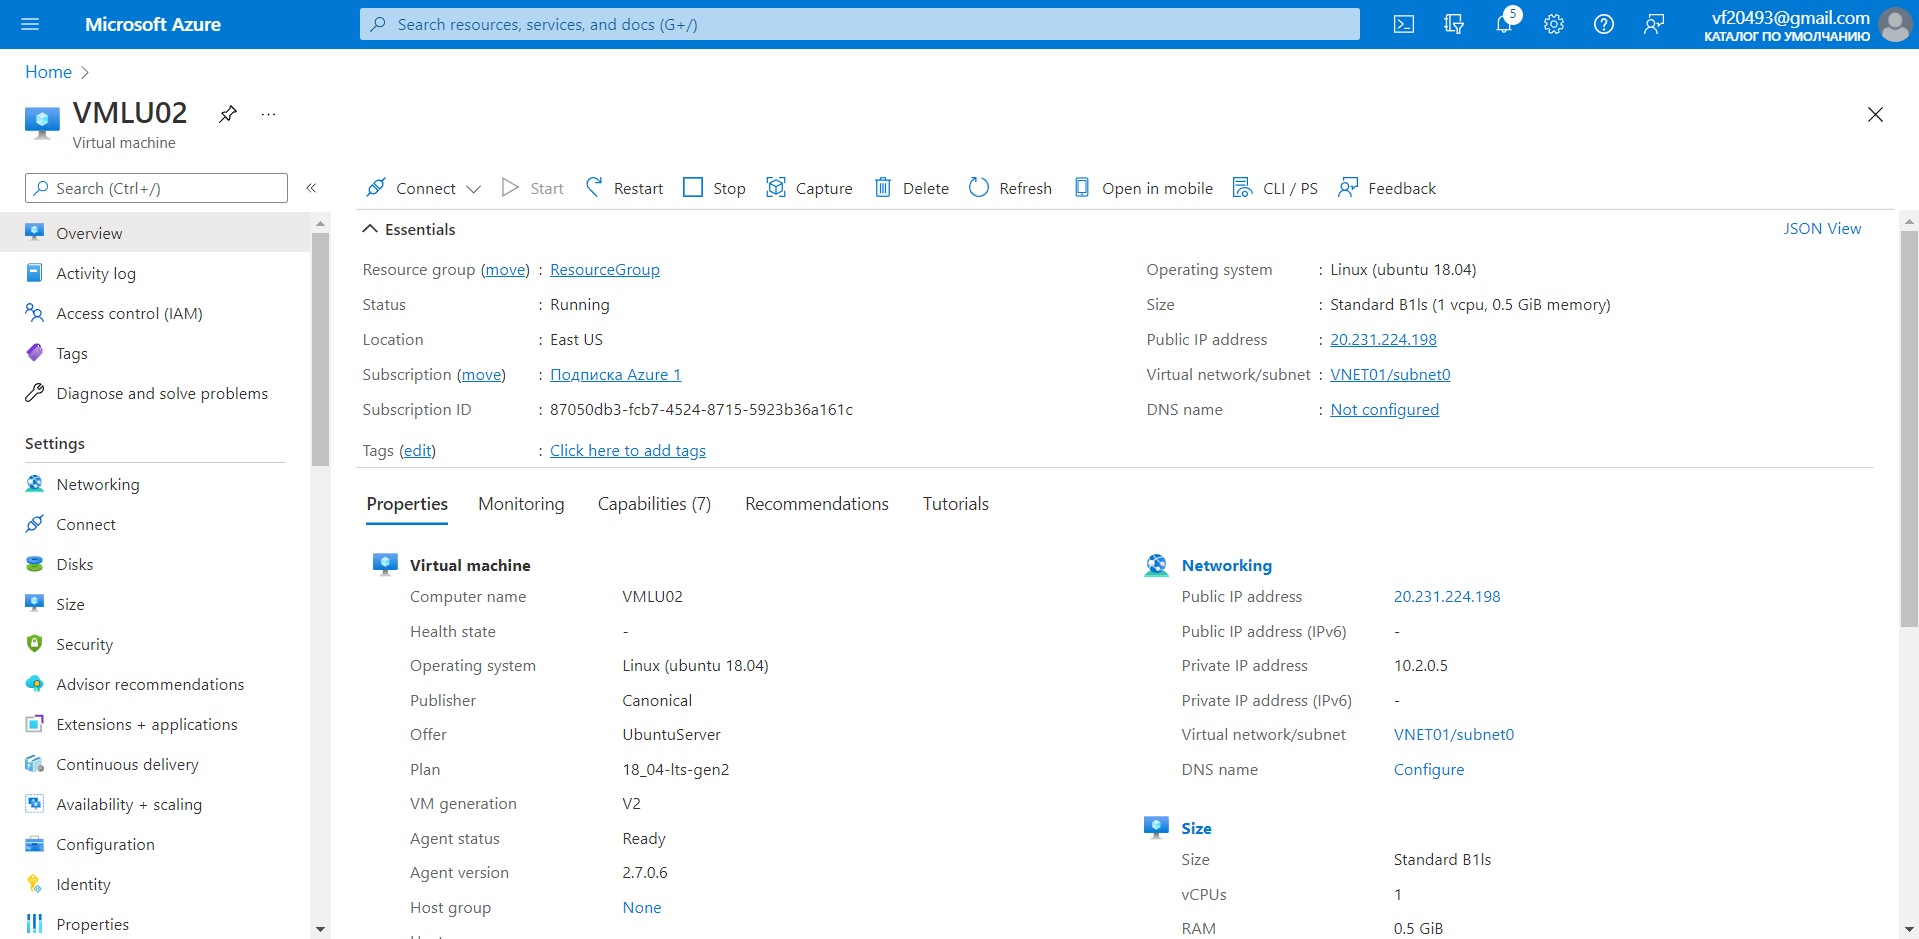 Microsoft Azure
Search resources, services, and docs (G+/)
5
vf20493@gmail.com
КАТАЛОГ ПО УМОЛЧАНИЮ
Home
VMLU02
...
Virtual machine
Search (Ctrl+/)
«
Connect
Start
Restart
Stop
Capture
Delete
Refresh
Open in mobile
CLI / PS
Feedback
Overview
Activity log
Access control (IAM)
Tags
Diagnose and solve problems
Settings
Networking
Connect
Disks
Size
Security
Advisor recommendations
Extensions + applications
Continuous delivery
Availability + scaling
Configuration
Identity
Properties
Essentials
JSON View
Resource group (move) : ResourceGroup
Status : Running
Location : East US
Subscription (move) : Подписка Azure 1
Subscription ID : 87050db3-fcb7-4524-8715-5923b36a161c
Tags (edit) : Click here to add tags
Operating system : Linux (ubuntu 18.04)
Size : Standard B1ls (1 vcpu, 0.5 GiB memory)
Public IP address : 20.231.224.198
Virtual network/subnet : VNET01/subnet0
DNS name : Not configured
Properties
Monitoring
Capabilities (7)
Recommendations
Tutorials
Virtual machine
Computer name VMLU02
Health state -
Operating system Linux (ubuntu 18.04)
Publisher Canonical
Offer UbuntuServer
Plan 18_04-lts-gen2
VM generation V2
Agent status Ready
Agent version 2.7.0.6
Host group None
Networking
Public IP address 20.231.224.198
Public IP address (IPv6) -
Private IP address 10.2.0.5
Private IP address (IPv6) -
Virtual network/subnet VNET01/subnet0
DNS name Configure
Size
Size Standard B1ls
vCPUs 1
RAM 0.5 GiB